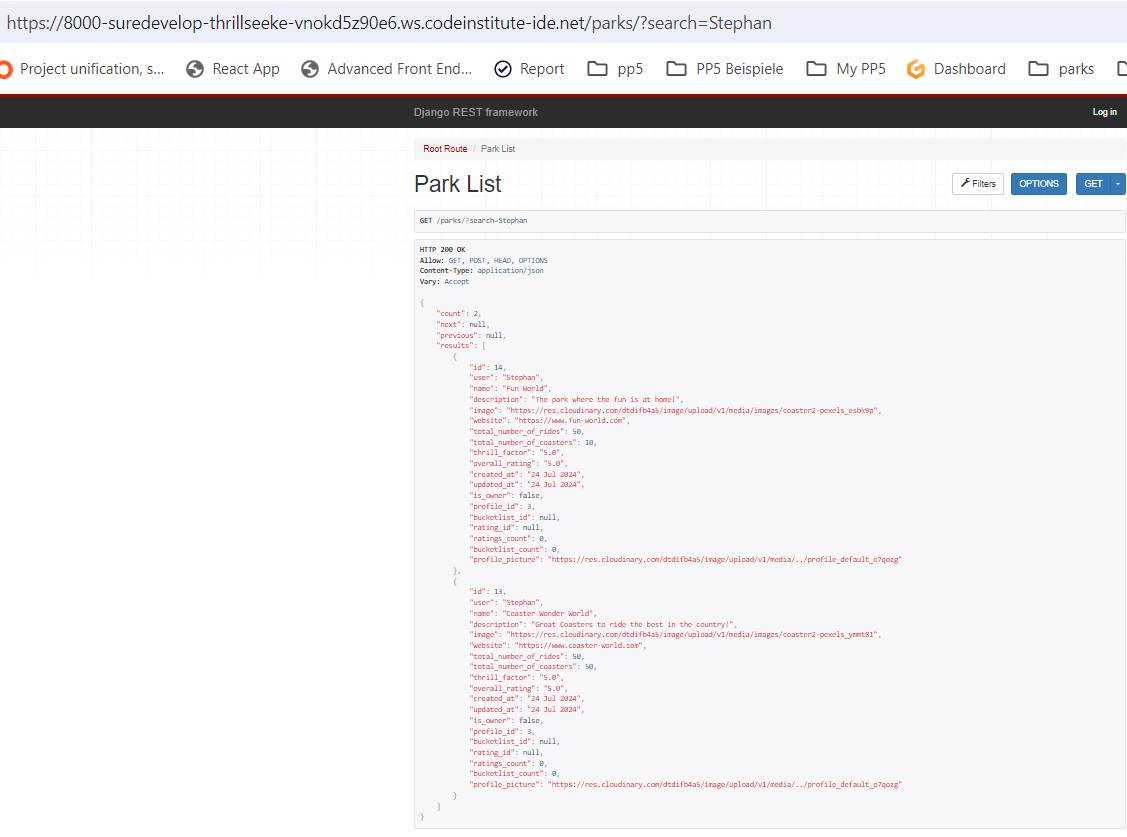 https://8000-suredevelop-thrillseeke-vnokd5z90e6.ws.codeinstitute-ide.net/parks/?search=Stephan
Project unification, s... React App Advanced Front End... Report pp5 PP5 Beispiele My PP5 Dashboard parks
Django REST framework Log in
Root Route / Park List
Park List Filters OPTIONS GET
GET /parks/?search=Stephan
HTTP 200 OK
Allow: GET, POST, HEAD, OPTIONS
Content-Type: application/json
Vary: Accept
{
"count": 2,
"next": null,
"previous": null,
"results": [
{
"id": 14,
"user": "Stephan",
"name": "Fun World",
"description": "The park where the fun is at home!",
"image": "https://res.cloudinary.com/dtdifb4a5/image/upload/v1/media/images/coaster2-pexels_esbk9p",
"website": "https://www.fun-world.com",
"total_number_of_rides": 50,
"total_number_of_coasters": 10,
"thrill_factor": "5.0",
"overall_rating": "5.0",
"created_at": "24 Jul 2024",
"updated_at": "24 Jul 2024",
"is_owner": false,
"profile_id": 3,
"bucketlist_id": null,
"rating_id": null,
"ratings_count": 0,
"bucketlist_count": 0,
"profile_picture": "https://res.cloudinary.com/dtdifb4a5/image/upload/v1/media/../profile_default_o7qozg"
},
{
"id": 13,
"user": "Stephan",
"name": "Coaster Wonder World",
"description": "Great Coasters to ride the best in the country!",
"image": "https://res.cloudinary.com/dtdifb4a5/image/upload/v1/media/images/coaster2-pexels_ymmt81",
"website": "https://www.coaster-world.com",
"total_number_of_rides": 50,
"total_number_of_coasters": 50,
"thrill_factor": "5.0",
"overall_rating": "5.0",
"created_at": "24 Jul 2024",
"updated_at": "24 Jul 2024",
"is_owner": false,
"profile_id": 3,
"bucketlist_id": null,
"rating_id": null,
"ratings_count": 0,
"bucketlist_count": 0,
"profile_picture": "https://res.cloudinary.com/dtdifb4a5/image/upload/v1/media/../profile_default_o7qozg"
}
]
}